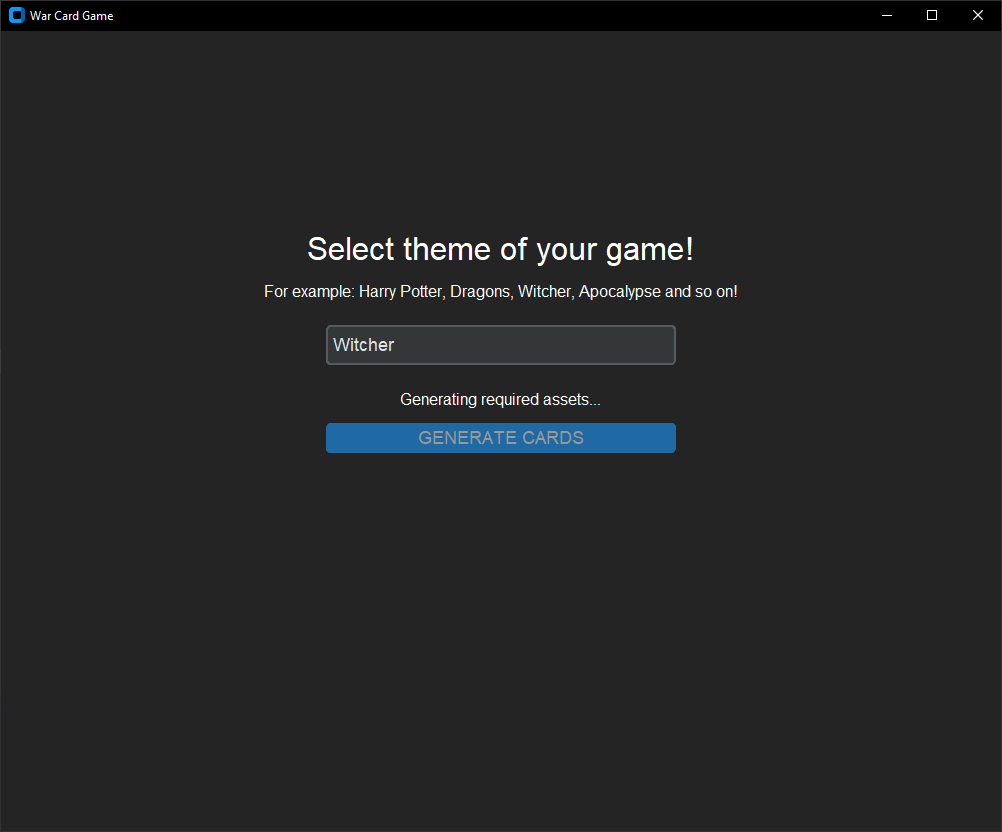 War Card Game
Select theme of your game!
For example: Harry Potter, Dragons, Witcher, Apocalypse and so on!
Witcher
Generating required assets...
GENERATE CARDS